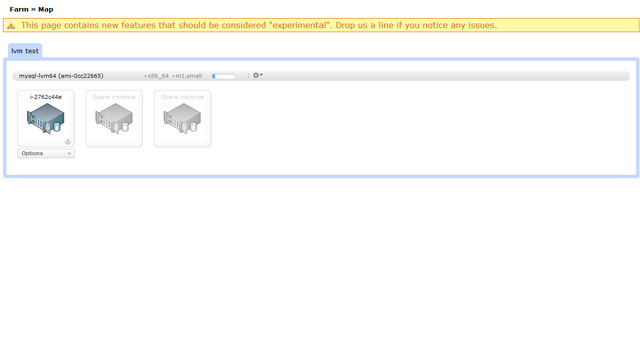 Farm » Map
This page contains new features that should be considered "experimental". Drop us a line if you notice any issues.
lvm test
mysql-lvm64 (ami-0cc22665) • x86_64 • m1.small
i-2762c44e Spare instance Spare instance
Options